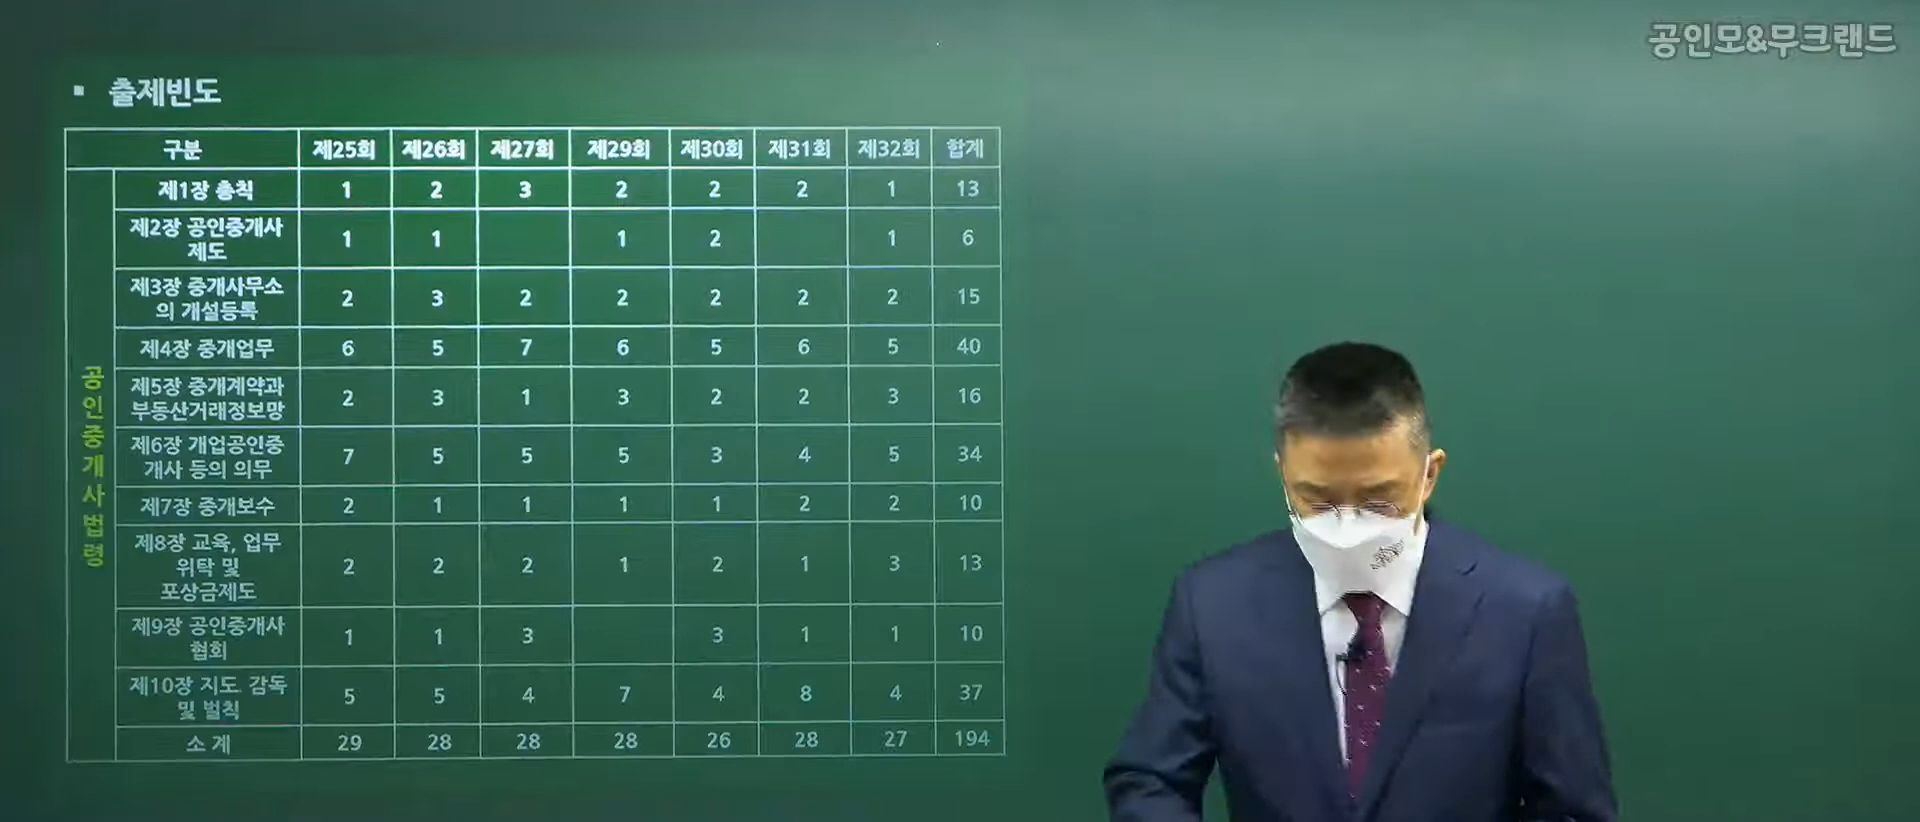 공인모&무크랜드
▪ 출제빈도
구분 제25회 제26회 제27회 제29회 제30회 제31회 제32회 합계
공인중개사법령
제1장 총칙 1 2 3 2 2 2 1 13
제2장 공인중개사
제도 1 1 1 2 1 6
제3장 중개사무소
의 개설등록 2 3 2 2 2 2 2 15
제4장 중개업무 6 5 7 6 5 6 5 40
제5장 중개계약과
부동산거래정보망 2 3 1 3 2 2 3 16
제6장 개업공인중
개사 등의 의무 7 5 5 5 3 4 5 34
제7장 중개보수 2 1 1 1 1 2 2 10
제8장 교육, 업무
위탁 및
포상금제도 2 2 2 1 2 1 3 13
제9장 공인중개사
협회 1 1 3 3 1 1 10
제10장 지도. 감독
및 벌칙 5 5 4 7 4 8 4 37
소 계 29 28 28 28 26 28 27 194